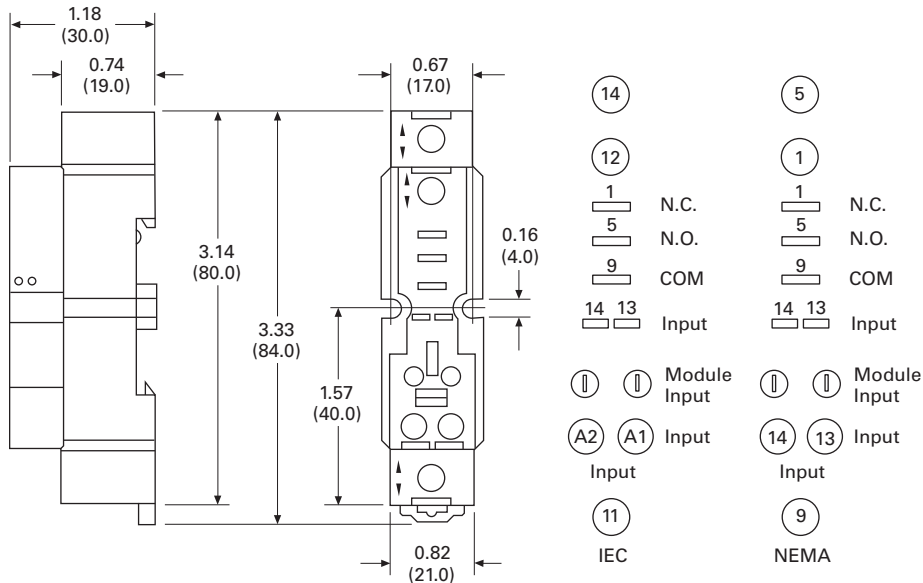 1.18
(30.0)
0.74
(19.0)
3.14
(80.0)
3.33
(84.0)
0.67
(17.0)
0.16
(4.0)
1.57
(40.0)
0.82
(21.0)
14
12
1 N.C.
5 N.O.
9 COM
14 13 Input
Module
Input
A2 A1 Input
Input
11
IEC
5
1
1 N.C.
5 N.O.
9 COM
14 13 Input
Module
Input
14 13 Input
Input
9
NEMA